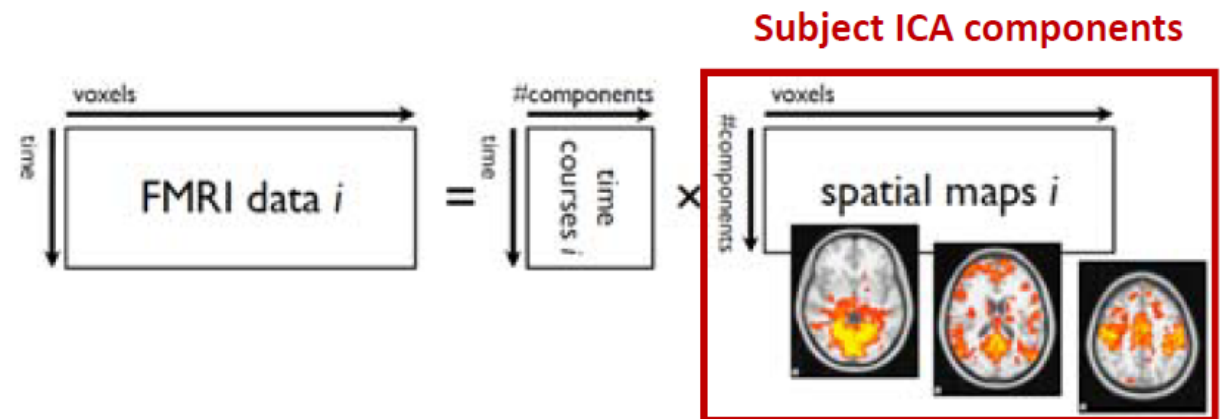 Subject ICA components
voxels
time
FMRI data i
=
#components
time
time
courses i
×
voxels
#components
spatial maps i